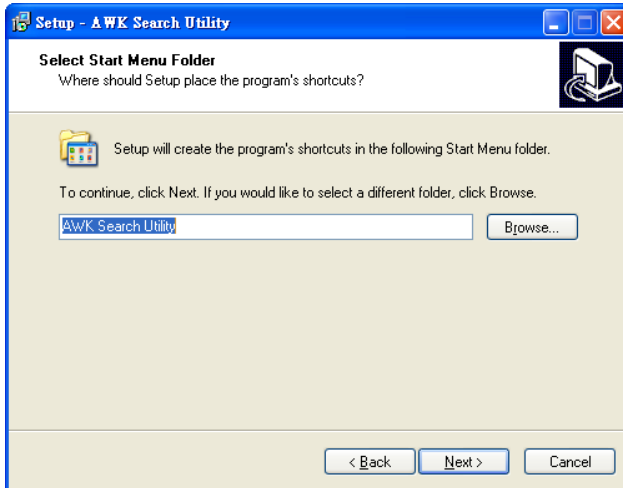 Setup - AWK Search Utility
Select Start Menu Folder
Where should Setup place the program's shortcuts?
Setup will create the program's shortcuts in the following Start Menu folder.
To continue, click Next. If you would like to select a different folder, click Browse.
AWK Search Utility
Browse...
< Back
Next >
Cancel